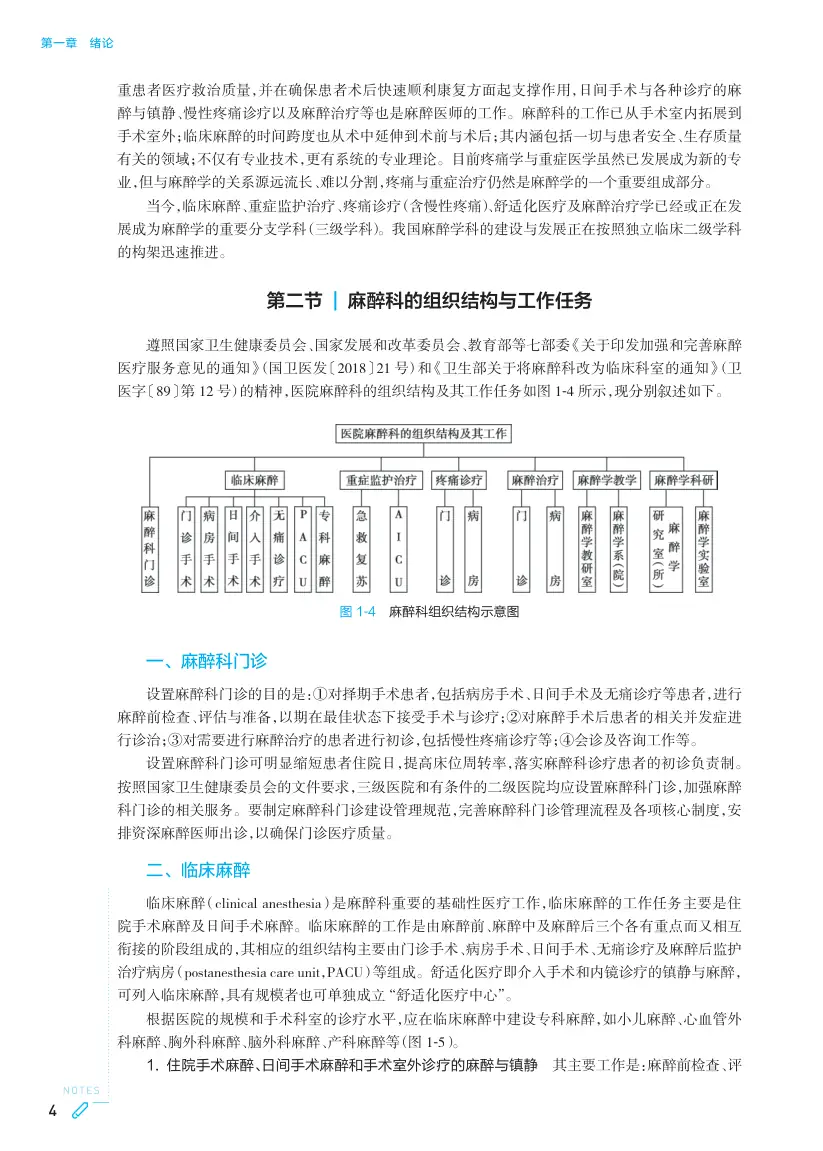 第一章 绪论
重患者医疗救治质量,并在确保患者术后快速顺利康复方面起支撑作用,日间手术与各种诊疗的麻
醉与镇静、慢性疼痛诊疗以及麻醉治疗等也是麻醉医师的工作。麻醉科的工作已从手术室内拓展到
手术室外;临床麻醉的时间跨度也从术中延伸到术前与术后;其内涵包括一切与患者安全、生存质量
有关的领域;不仅有专业技术,更有系统的专业理论。目前疼痛学与重症医学虽然已发展成为新的专
业,但与麻醉学的关系源远流长、难以分割,疼痛与重症治疗仍然是麻醉学的一个重要组成部分。
当今,临床麻醉、重症监护治疗、疼痛诊疗(含慢性疼痛)、舒适化医疗及麻醉治疗学已经或正在发
展成为麻醉学的重要分支学科(三级学科)。我国麻醉学科的建设与发展正在按照独立临床二级学科
的构架迅速推进。
第二节 | 麻醉科的组织结构与工作任务
遵照国家卫生健康委员会、国家发展和改革委员会、教育部等七部委《关于印发加强和完善麻醉
医疗服务意见的通知》(国卫医发〔2018〕21 号)和《卫生部关于将麻醉科改为临床科室的通知》(卫
医字〔89〕第 12 号)的精神,医院麻醉科的组织结构及其工作任务如图 1-4 所示,现分别叙述如下。
医院麻醉科的组织结构及其工作
临床麻醉 重症监护治疗 疼痛诊疗 麻醉治疗 麻醉学教学 麻醉学科研
麻醉科门诊
门诊手术
病房手术
日间手术
介入手术
无痛诊疗
PACU
专科麻醉
急救复苏
AICU
门诊
病房
门诊
病房
麻醉学教研室
麻醉学系(院)
麻醉学研究室(所)
麻醉学实验室
图 1-4 麻醉科组织结构示意图
一、麻醉科门诊
设置麻醉科门诊的目的是:①对择期手术患者,包括病房手术、日间手术及无痛诊疗等患者,进行
麻醉前检查、评估与准备,以期在最佳状态下接受手术与诊疗;②对麻醉手术后患者的相关并发症进
行诊治;③对需要进行麻醉治疗的患者进行初诊,包括慢性疼痛诊疗等;④会诊及咨询工作等。
设置麻醉科门诊可明显缩短患者住院日,提高床位周转率,落实麻醉科诊疗患者的初诊负责制。
按照国家卫生健康委员会的文件要求,三级医院和有条件的二级医院均应设置麻醉科门诊,加强麻醉
科门诊的相关服务。要制定麻醉科门诊建设管理规范,完善麻醉科门诊管理流程及各项核心制度,安
排资深麻醉医师出诊,以确保门诊医疗质量。
二、临床麻醉
临床麻醉(clinical anesthesia)是麻醉科重要的基础性医疗工作,临床麻醉的工作任务主要是住
院手术麻醉及日间手术麻醉。临床麻醉的工作是由麻醉前、麻醉中及麻醉后三个各有重点而又相互
衔接的阶段组成的,其相应的组织结构主要由门诊手术、病房手术、日间手术、无痛诊疗及麻醉后监护
治疗病房(postanesthesia care unit,PACU)等组成。舒适化医疗即介入手术和内镜诊疗的镇静与麻醉,
可列入临床麻醉,具有规模者也可单独成立“舒适化医疗中心”。
根据医院的规模和手术科室的诊疗水平,应在临床麻醉中建设专科麻醉,如小儿麻醉、心血管外
科麻醉、胸外科麻醉、脑外科麻醉、产科麻醉等(图 1-5)。
1. 住院手术麻醉、日间手术麻醉和手术室外诊疗的麻醉与镇静 其主要工作是:麻醉前检查、评
NOTES
4